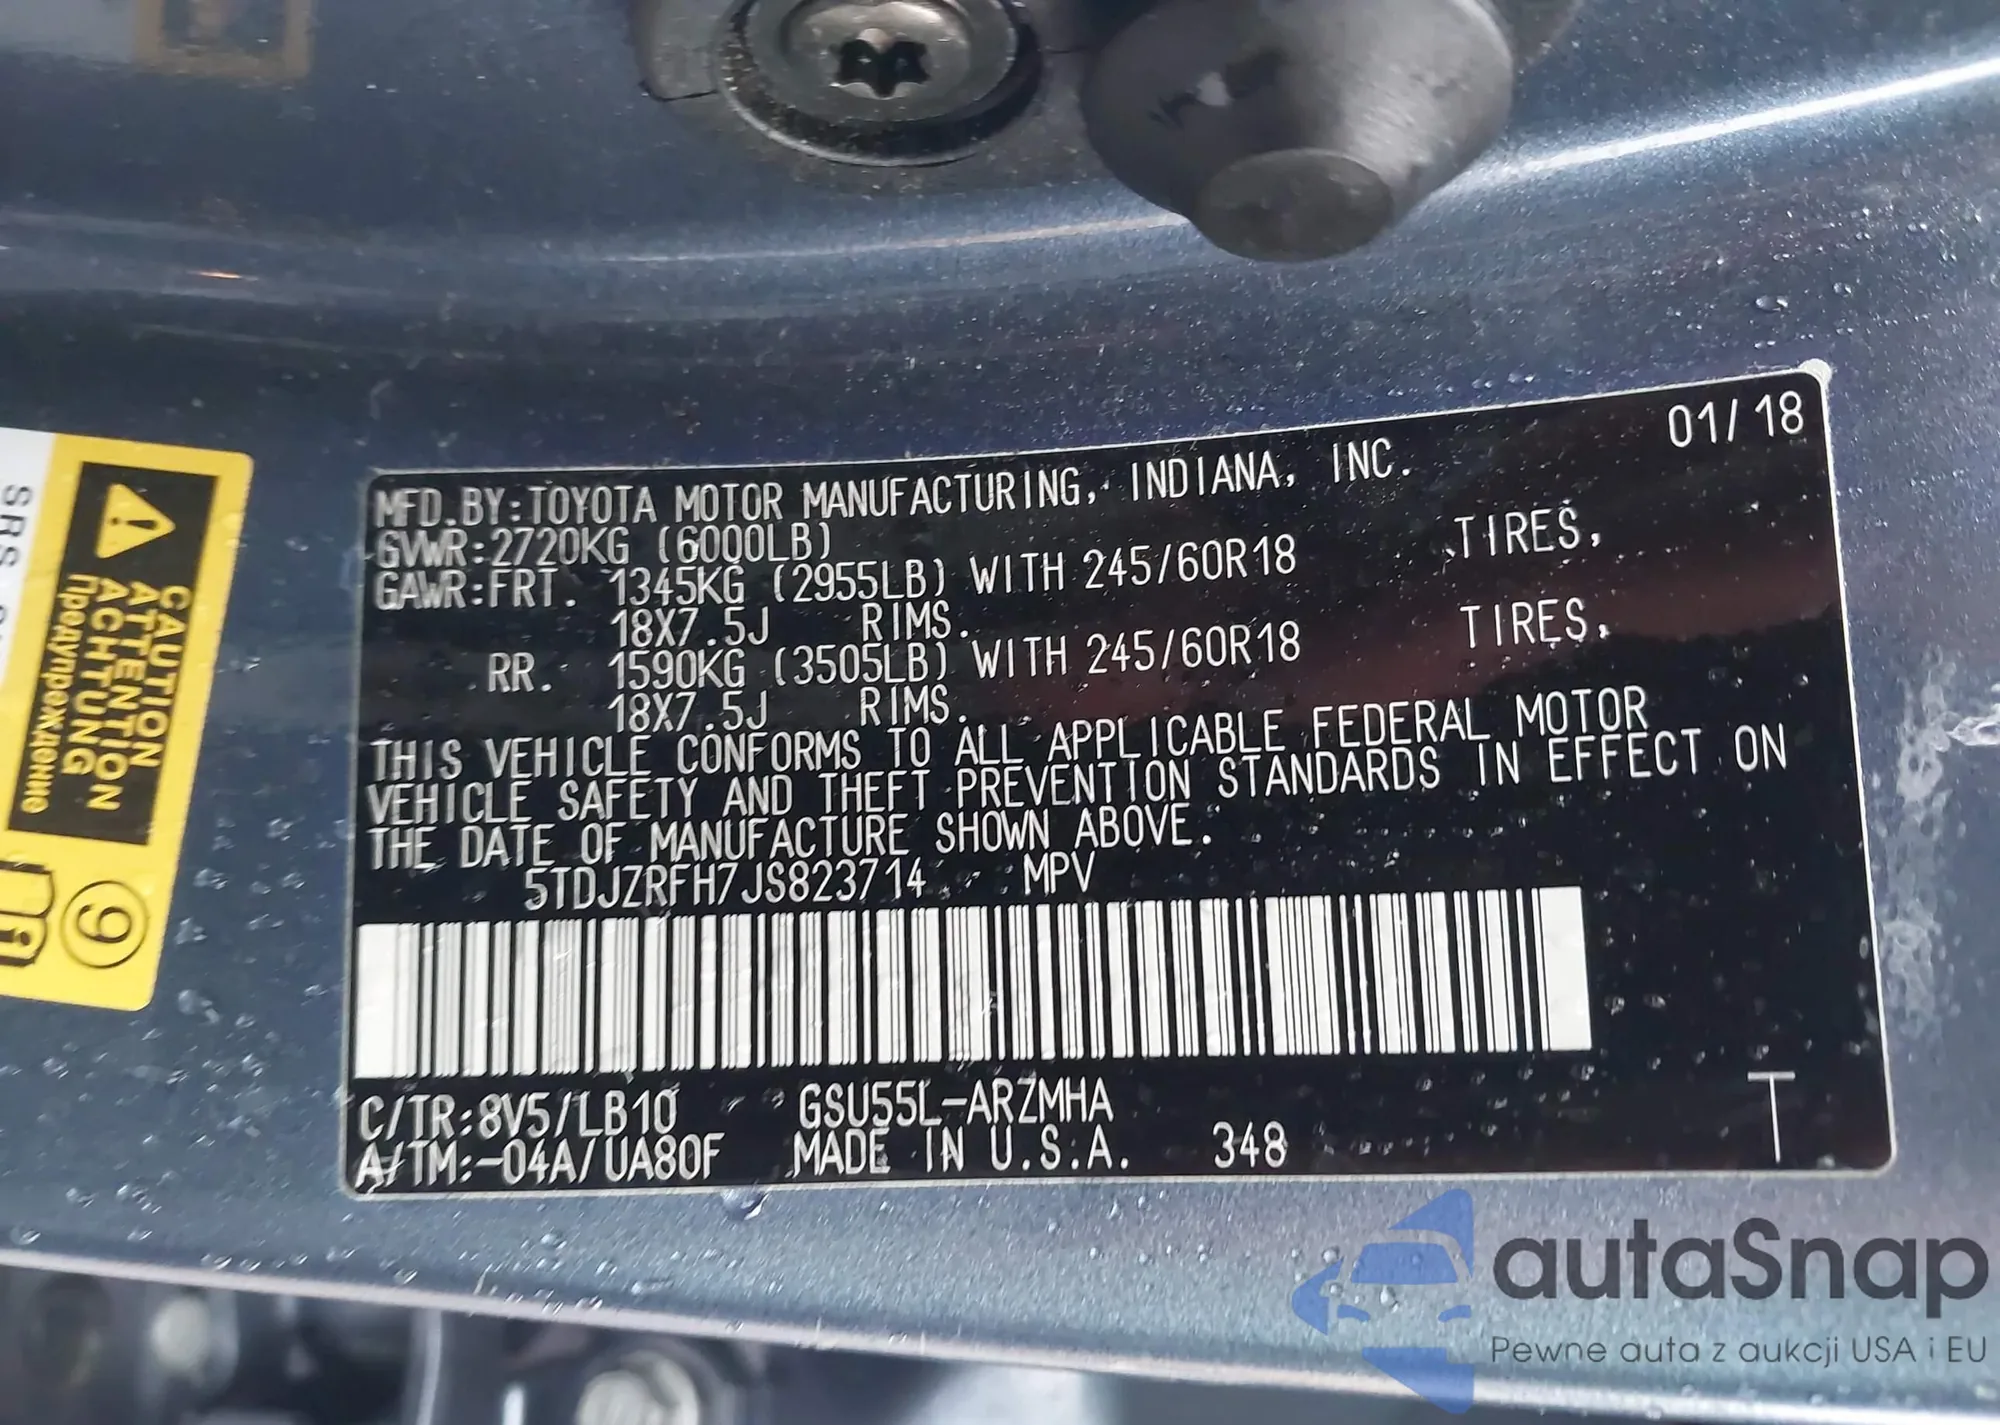 01/18
MFD.BY:TOYOTA MOTOR MANUFACTURING, INDIANA, INC.
GVWR:2720KG (6000LB)
GAWR:FRT. 1345KG (2955LB) WITH 245/60R18 TIRES,
18X7.5J RIMS.
RR. 1590KG (3505LB) WITH 245/60R18 TIRES,
18X7.5J RIMS.
THIS VEHICLE CONFORMS TO ALL APPLICABLE FEDERAL MOTOR
VEHICLE SAFETY AND THEFT PREVENTION STANDARDS IN EFFECT ON
THE DATE OF MANUFACTURE SHOWN ABOVE.
5TDJZRFH7JS823714 MPV
C/TR:8V5/LB10 GSU55L-ARZMHA
A/TM:-04A/UA80F MADE IN U.S.A. 348 T
CAUTION
ATTENTION
ACHTUNG
Предупреждение
9
SRS
autaSnap
Pewne auta z aukcji USA i EU